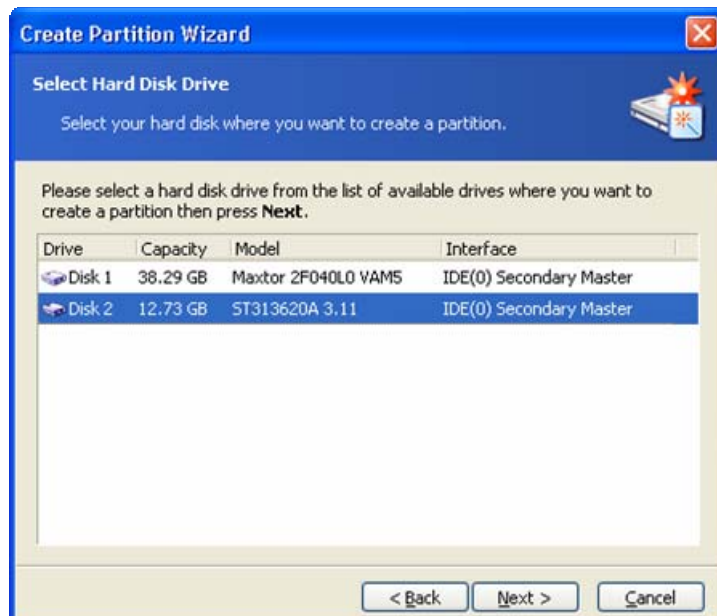 Create Partition Wizard
Select Hard Disk Drive
Select your hard disk where you want to create a partition.
Please select a hard disk drive from the list of available drives where you want to
create a partition then press Next.
Drive Capacity Model Interface
Disk 1 38.29 GB Maxtor 2F040L0 VAM5 IDE(0) Secondary Master
Disk 2 12.73 GB ST313620A 3.11 IDE(0) Secondary Master
< Back Next > Cancel